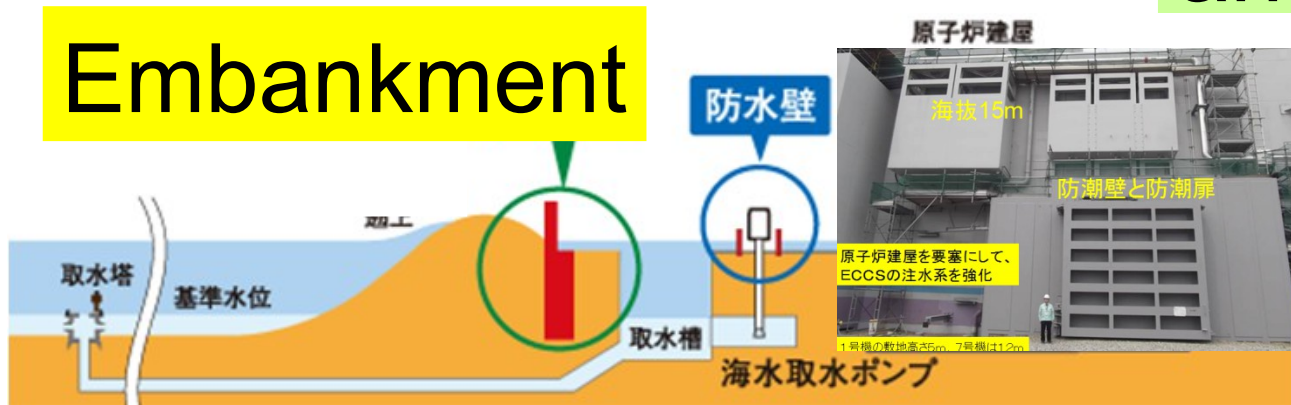 Embankment
防水壁
原子炉建屋
海抜15m
防潮壁と防潮扉
原子炉建屋を要塞にして、
ECCSの注水系を強化
1号機の敷地高さ5m、7号機は12m
取水塔
基準水位
取水槽
海水取水ポンプ